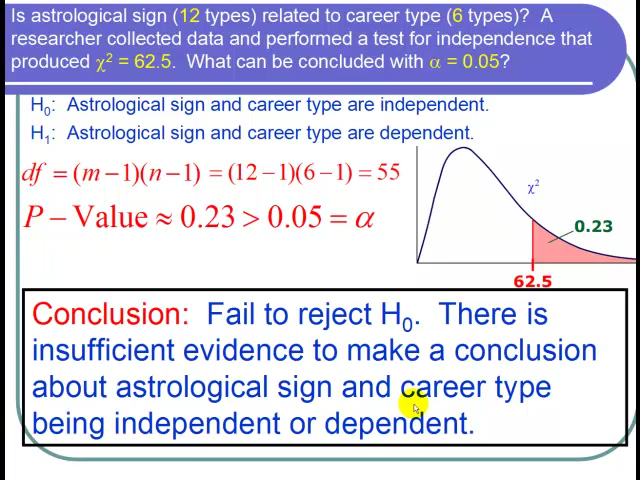 Is astrological sign (12 types) related to career type (6 types)?  A
researcher collected data and performed a test for independence that
produced χ² = 62.5.  What can be concluded with α = 0.05?
H₀:  Astrological sign and career type are independent.
H₁:  Astrological sign and career type are dependent.
df = (m − 1)(n − 1) = (12 − 1)(6 − 1) = 55
P − Value ≈ 0.23 > 0.05 = α
χ²
0.23
62.5
Conclusion:  Fail to reject H₀.  There is
insufficient evidence to make a conclusion
about astrological sign and career type
being independent or dependent.